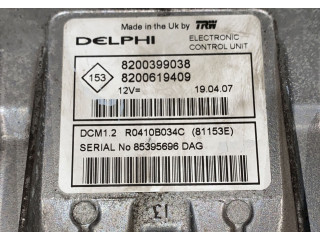 Made in the Uk by TRW
DELPHI ELECTRONIC CONTROL UNIT
153
8200399038
8200619409
12V= 19.04.07
DCM1.2 R0410B034C (81153E)
SERIAL No 85395696 DAG
13